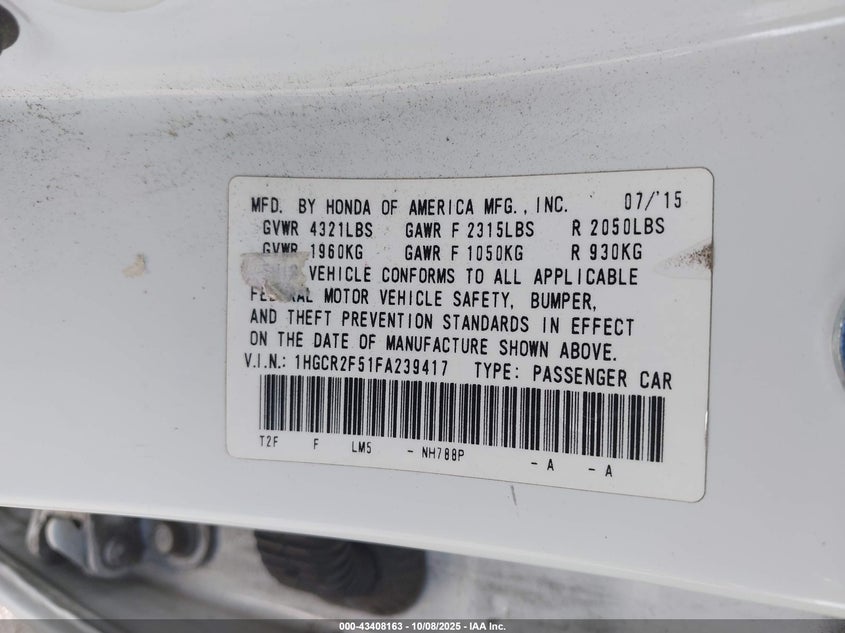 MFD. BY HONDA OF AMERICA MFG., INC. 07/'15
GVWR 4321LBS GAWR F 2315LBS R 2050LBS
GVWR 1960KG GAWR F 1050KG R 930KG
VEHICLE CONFORMS TO ALL APPLICABLE
FEDERAL MOTOR VEHICLE SAFETY, BUMPER,
AND THEFT PREVENTION STANDARDS IN EFFECT
ON THE DATE OF MANUFACTURE SHOWN ABOVE.
V.I.N.: 1HGCR2F51FA239417 TYPE: PASSENGER CAR
T2F F LM5 - NH788P - A - A
000-43408163 - 10/08/2025 - IAA Inc.